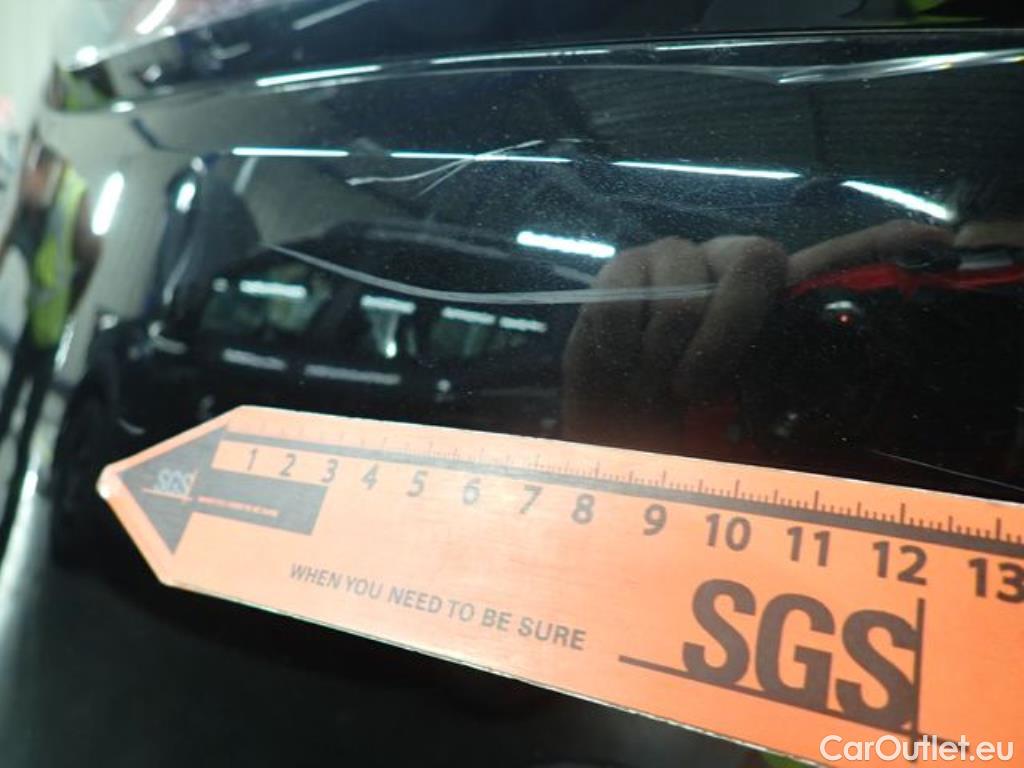 SGS
1 2 3 4 5 6 7 8 9 10 11 12 13
WHEN YOU NEED TO BE SURE
SGS
CarOutlet.eu